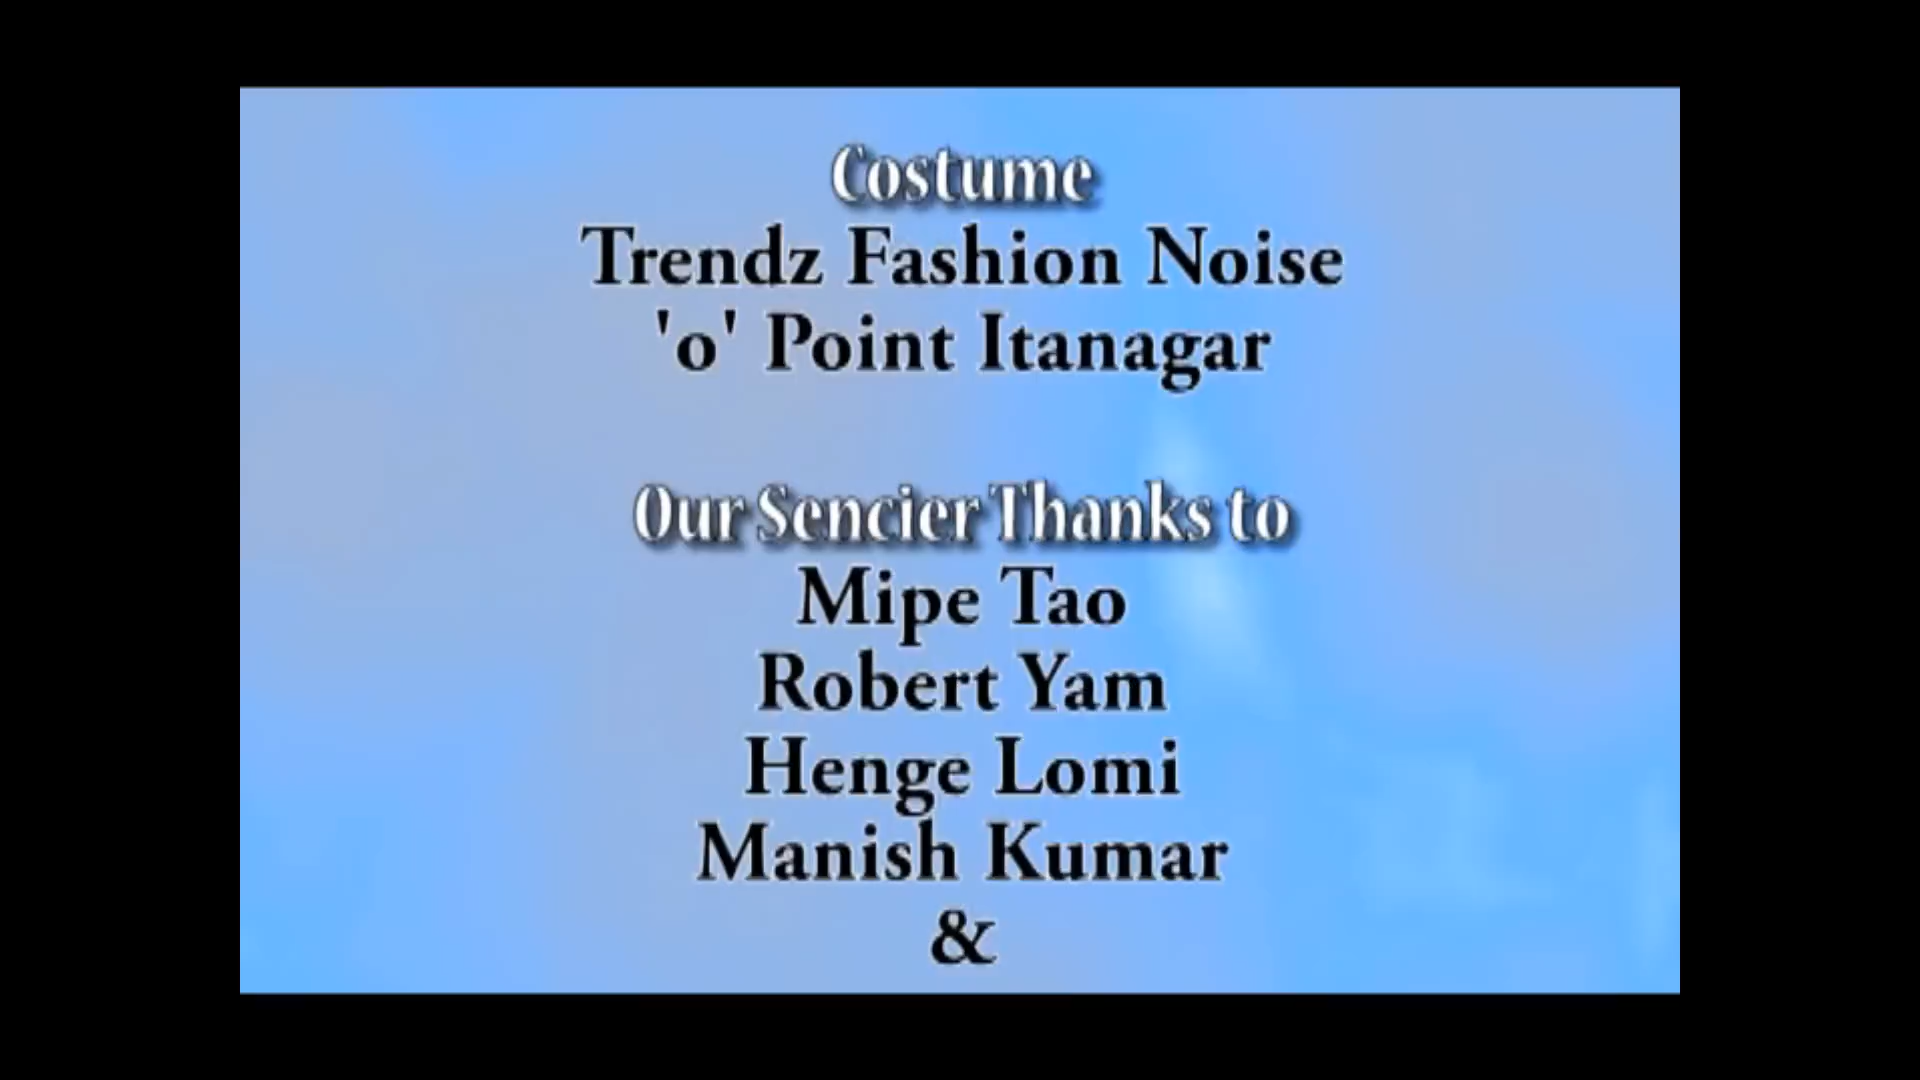 Costume
Trendz Fashion Noise
'o' Point Itanagar
Our Sencier Thanks to
Mipe Tao
Robert Yam
Henge Lomi
Manish Kumar
&